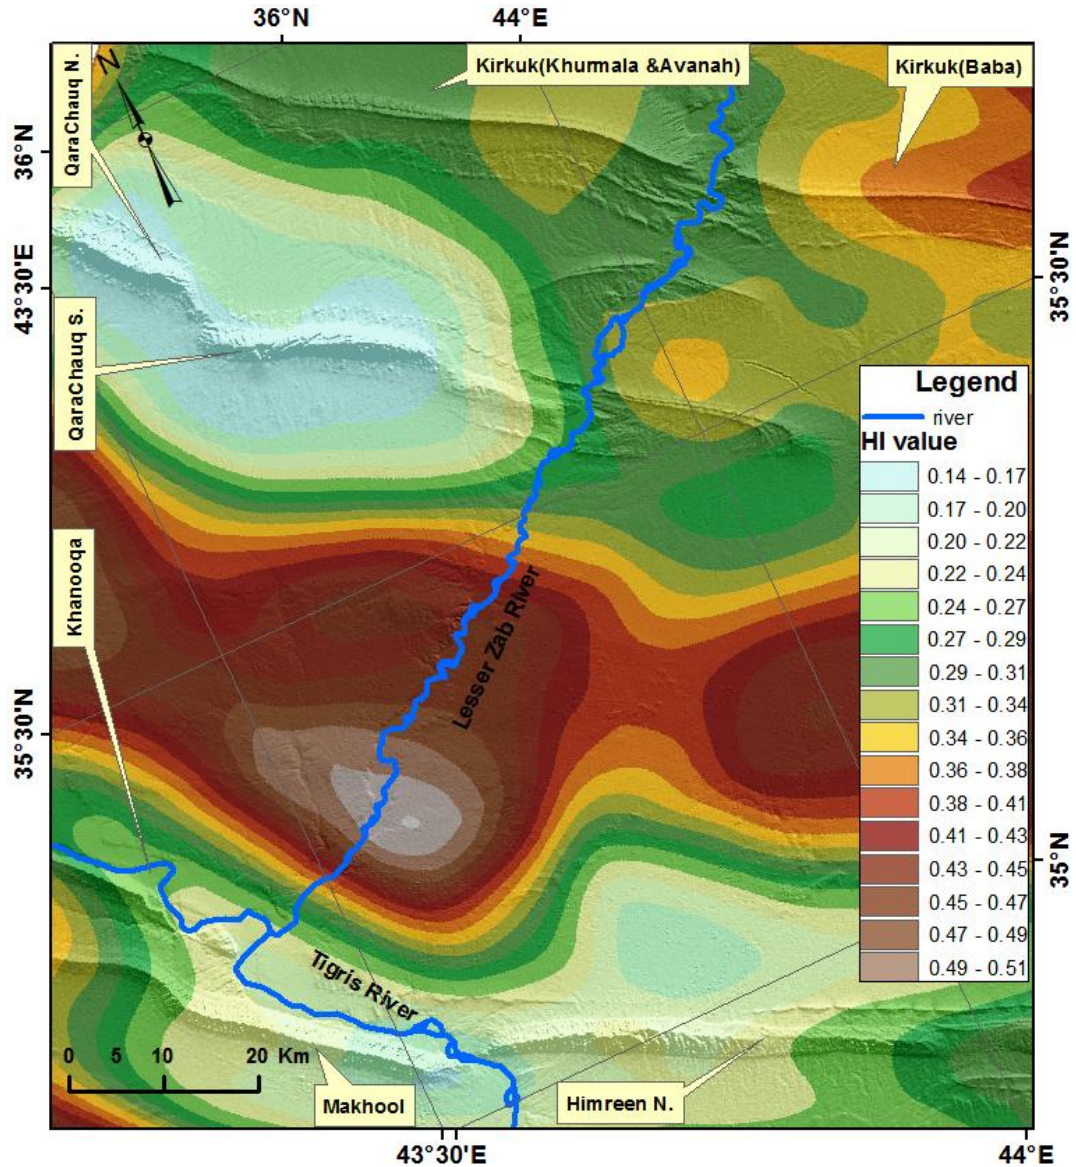 36°N
44°E
QaraChauq N.
N
Kirkuk(Khurmala &Avanah)
Kirkuk(Baba)
36°N
43°30'E
35°30'N
QaraChauq S.
Legend
river
HI value
0.14 - 0.17
0.17 - 0.20
0.20 - 0.22
0.22 - 0.24
0.24 - 0.27
0.27 - 0.29
0.29 - 0.31
0.31 - 0.34
0.34 - 0.36
0.36 - 0.38
0.38 - 0.41
0.41 - 0.43
0.43 - 0.45
0.45 - 0.47
0.47 - 0.49
0.49 - 0.51
Khanooqa
Lesser Zab River
35°30'N
35°N
Tigris River
0 5 10 20 Km
Makhool
Himreen N.
43°30'E
44°E